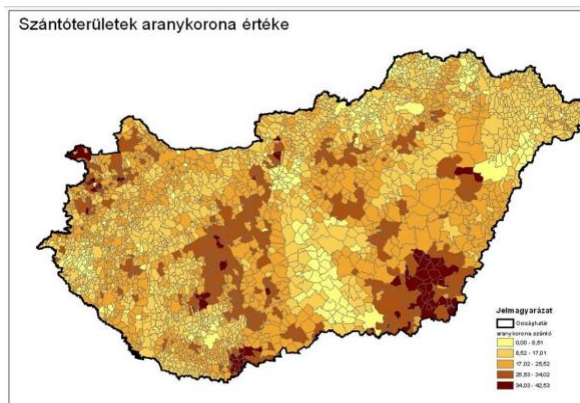 Szántóterületek aranykorona értéke
Jelmagyarázat
Országhatár
aranykorona szántó
0,00 - 8,51
8,52 - 17,01
17,02 - 25,52
25,53 - 34,02
34,03 - 42,53